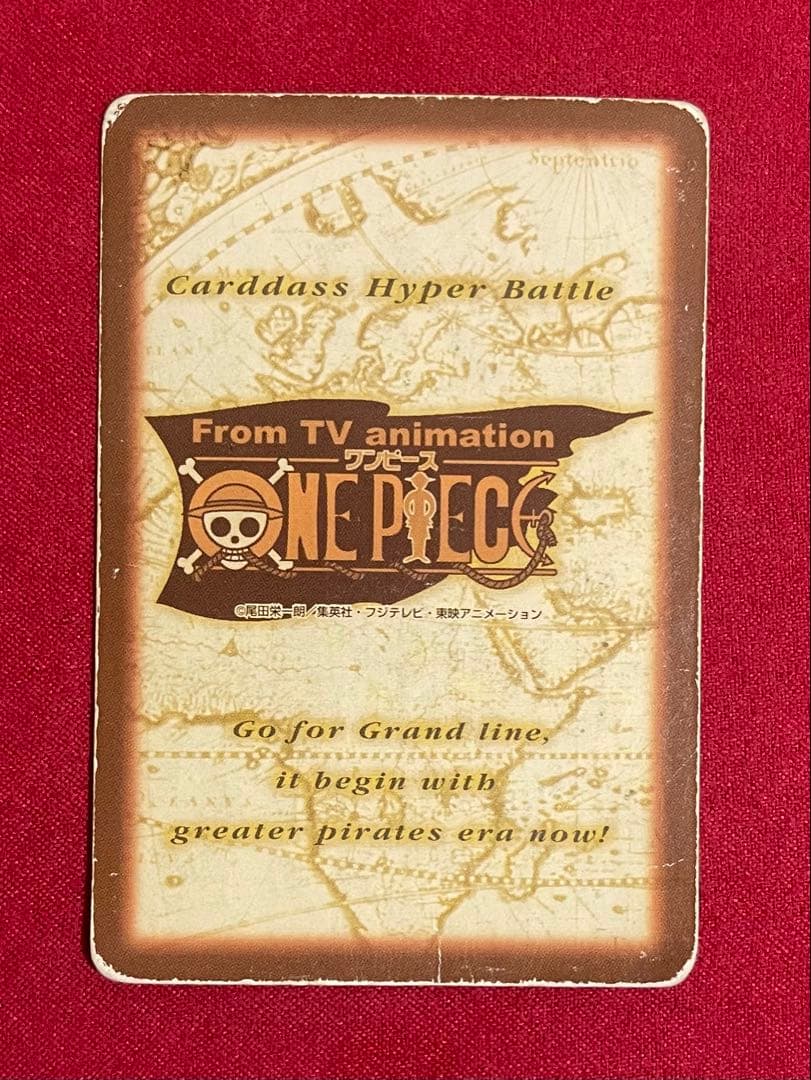 Septentrio
Carddass Hyper Battle
From TV animation
ワンピース
ONE PIECE
©尾田栄一郎／集英社・フジテレビ・東映アニメーション
Go for Grand line,
it begin with
greater pirates era now!